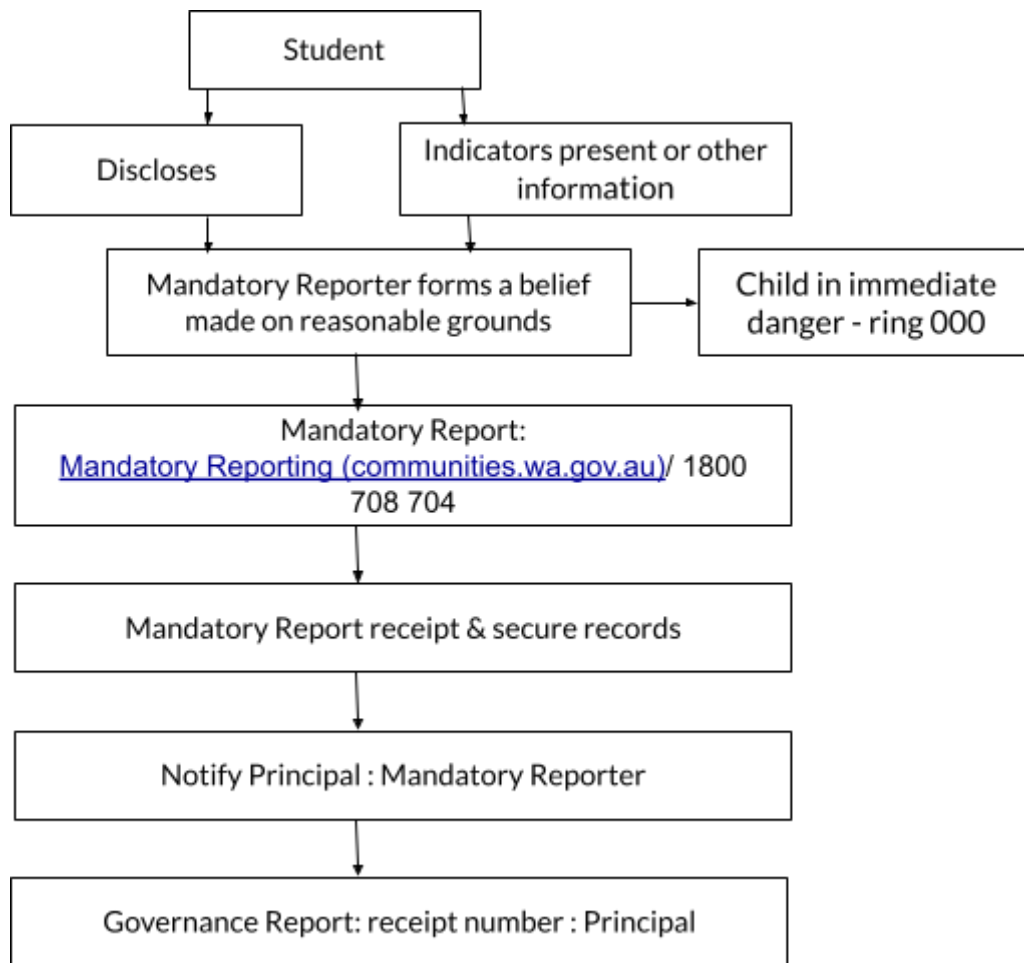 Student
Discloses
Indicators present or other
information
Mandatory Reporter forms a belief
made on reasonable grounds
Child in immediate
danger - ring 000
Mandatory Report:
Mandatory Reporting (communities.wa.gov.au)/ 1800
708 704
Mandatory Report receipt & secure records
Notify Principal : Mandatory Reporter
Governance Report: receipt number : Principal